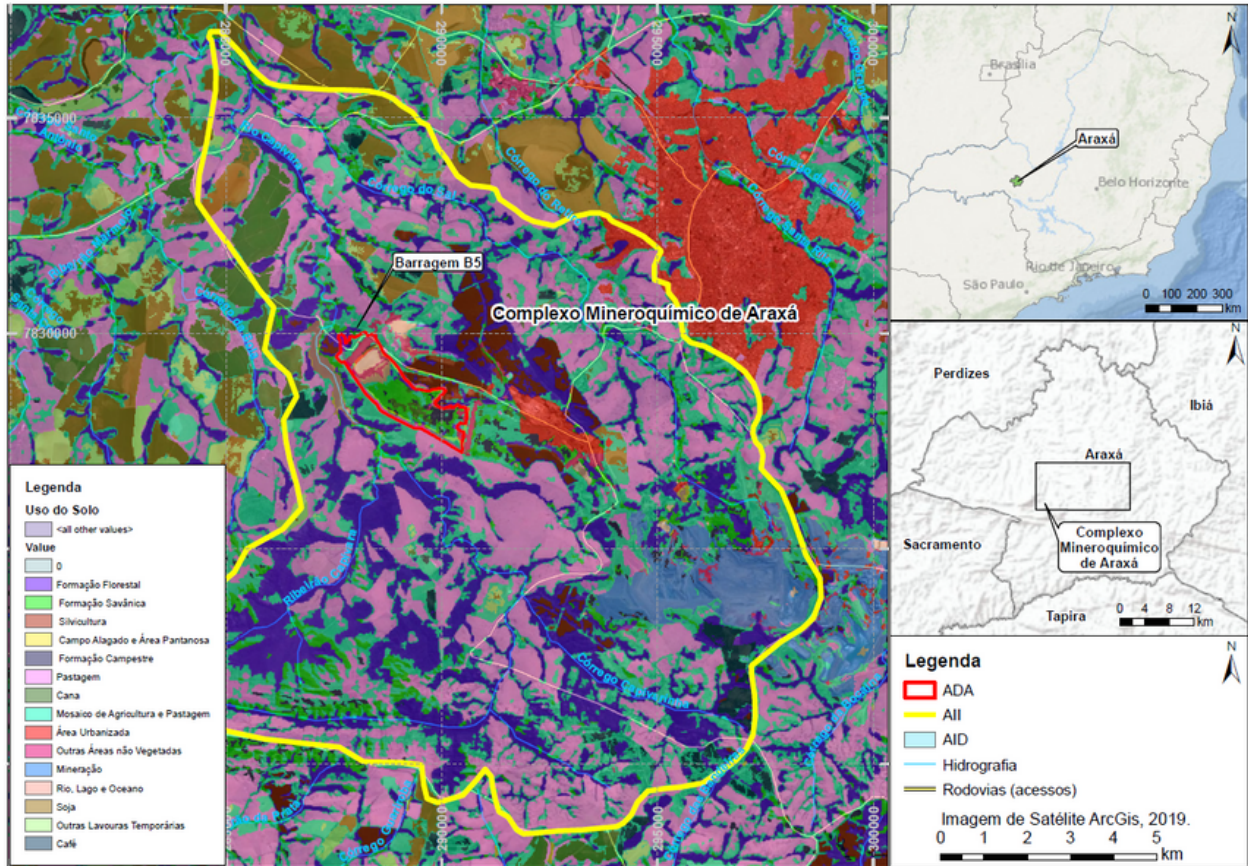 290000
295000
300000
7835000
Rio Capivara
Córrego do Sal
Barragem B5
7830000
Complexo Mineroquímico de Araxá
Ribeirão Capivara
Córrego Capivarinha
290000
295000
300000
Legenda
Uso do Solo
<all other values>
Value
0
Formação Florestal
Formação Savânica
Silvicultura
Campo Alagado e Área Pantanosa
Formação Campestre
Pastagem
Cana
Mosaico de Agricultura e Pastagem
Área Urbanizada
Outras Áreas não Vegetadas
Mineração
Rio, Lago e Oceano
Soja
Outras Lavouras Temporárias
Café
N
Brasília
Araxá
Belo Horizonte
Rio de Janeiro
São Paulo
0 100 200 300
km
N
Perdizes
Ibiá
Araxá
Sacramento
Complexo
Mineroquímico
de Araxá
Tapira
0 4 8 12
km
N
Legenda
ADA
AII
AID
Hidrografia
Rodovias (acessos)
Imagem de Satélite ArcGis, 2019.
0 1 2 3 4 5
km